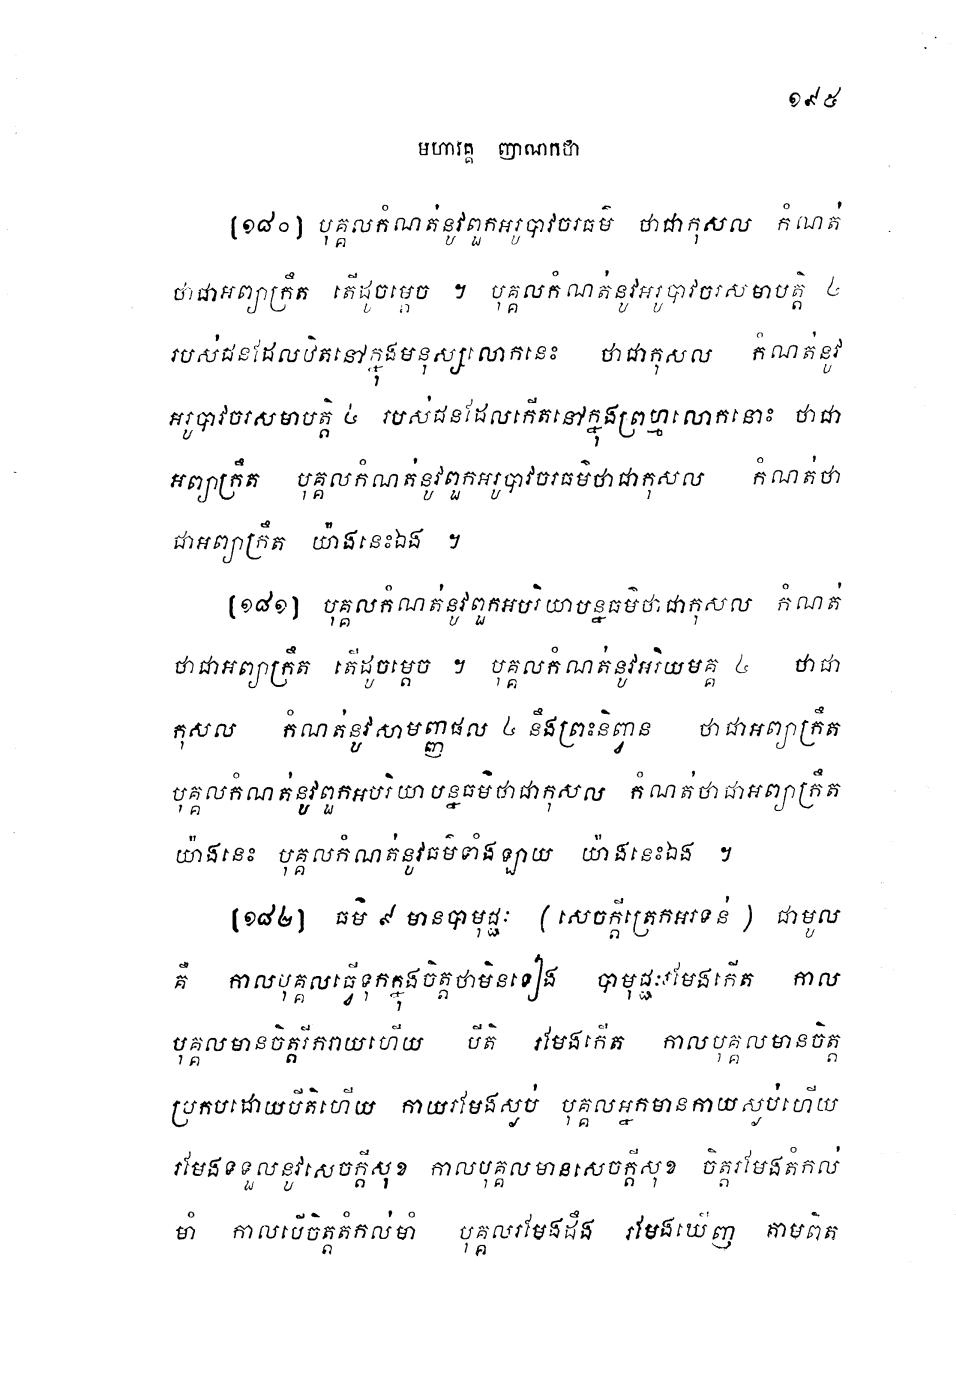 ១៩៥
មហាវគ្គ ញាណកថា
[១៨០] បុគ្គលកំណត់នូវពួកអរូបាវចរធម៌ ថាជាកុសល កំណត់
ថាជាអព្យាក្រឹត តើដូចម្តេច ។ បុគ្គលកំណត់នូវអរូបាវចរសមាបត្តិ ៤
របស់ជនដែលឋិតនៅក្នុងមនុស្សលោកនេះ ថាជាកុសល កំណត់នូវ
អរូបាវចរសមាបត្តិ ៤ របស់ជនដែលកើតនៅក្នុងព្រហ្មលោកនោះ ថាជា
អព្យាក្រឹត បុគ្គលកំណត់នូវពួកអរូបាវចរធម៌ថាជាកុសល កំណត់ថា
ជាអព្យាក្រឹត យ៉ាងនេះឯង ។
[១៨១] បុគ្គលកំណត់នូវពួកអបរិយាបន្នធម៌ថាជាកុសល កំណត់
ថាជាអព្យាក្រឹត តើដូចម្តេច ។ បុគ្គលកំណត់នូវអរិយមគ្គ ៤ ថាជា
កុសល កំណត់នូវសាមញ្ញផល ៤ នឹងព្រះនិព្វាន ថាជាអព្យាក្រឹត
បុគ្គលកំណត់នូវពួកអបរិយាបន្នធម៌ថាជាកុសល កំណត់ថាជាអព្យាក្រឹត
យ៉ាងនេះ បុគ្គលកំណត់នូវធម៌ទាំងឡាយ យ៉ាងនេះឯង ។
[១៨២] ធម៌ ៩ មានបាមុជ្ជៈ (សេចក្តីត្រេកអរទន់) ជាមូល
គឺ កាលបុគ្គលធ្វើទុកក្នុងចិត្តថាមិនទៀង បាមុជ្ជៈរមែងកើត កាល
បុគ្គលមានចិត្តរីករាយហើយ បីតិ រមែងកើត កាលបុគ្គលមានចិត្ត
ប្រកបដោយបីតិហើយ កាយរមែងស្ងប់ បុគ្គលអ្នកមានកាយស្ងប់ហើយ
រមែងទទួលនូវសេចក្តីសុខ កាលបុគ្គលមានសេចក្តីសុខ ចិត្តរមែងតំកល់
មាំ កាលបើចិត្តតំកល់មាំ បុគ្គលរមែងដឹង រមែងឃើញ តាមពិត